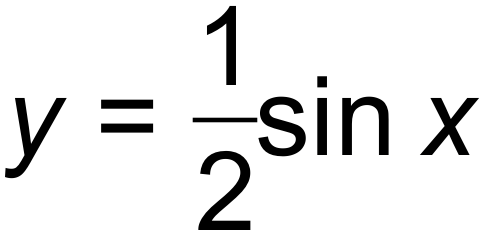 y = 1/2 sin x